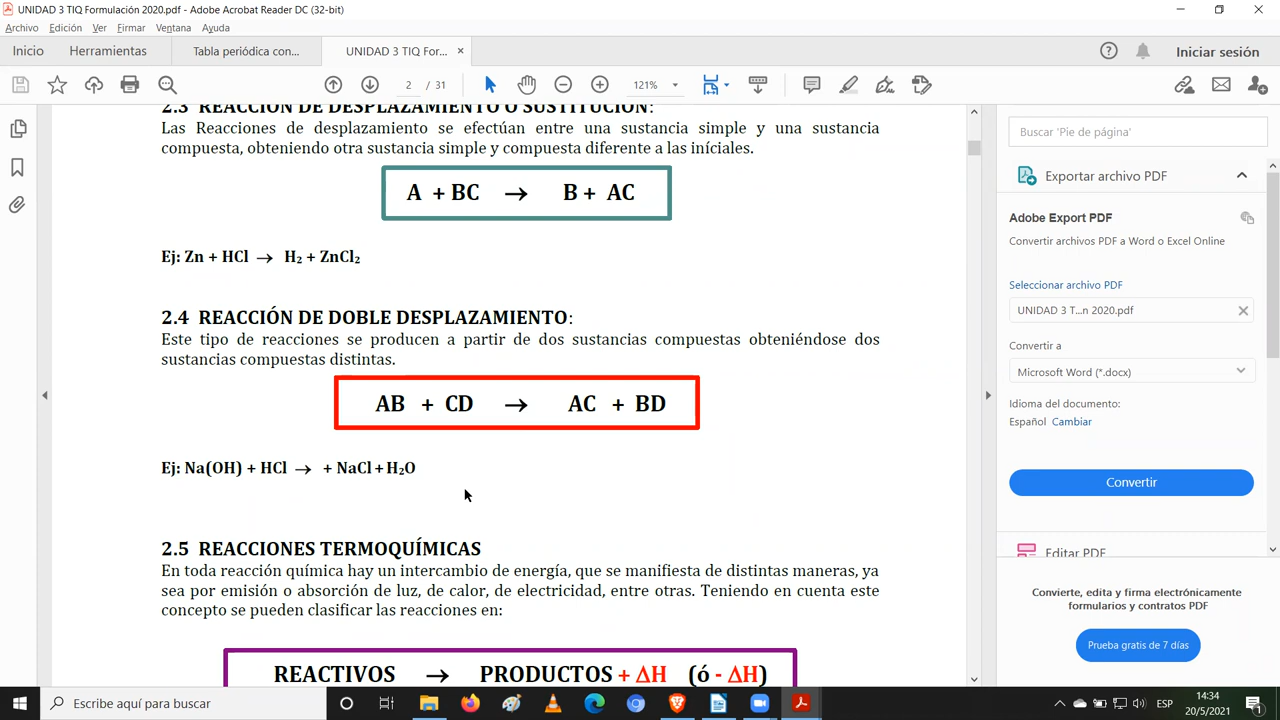 UNIDAD 3 TIQ Formulación 2020.pdf - Adobe Acrobat Reader DC (32-bit)
Archivo Edición Ver Firmar Ventana Ayuda
Inicio Herramientas Tabla periódica con... UNIDAD 3 TIQ For... × Iniciar sesión
2 / 31 121%
2.3 REACCIÓN DE DESPLAZAMIENTO O SUSTITUCIÓN:
Las Reacciones de desplazamiento se efectúan entre una sustancia simple y una sustancia
compuesta, obteniendo otra sustancia simple y compuesta diferente a las iníciales.
A + BC → B + AC
Ej: Zn + HCl → H₂ + ZnCl₂
2.4 REACCIÓN DE DOBLE DESPLAZAMIENTO:
Este tipo de reacciones se producen a partir de dos sustancias compuestas obteniéndose dos
sustancias compuestas distintas.
AB + CD → AC + BD
Ej: Na(OH) + HCl → + NaCl + H₂O
2.5 REACCIONES TERMOQUÍMICAS
En toda reacción química hay un intercambio de energía, que se manifiesta de distintas maneras, ya
sea por emisión o absorción de luz, de calor, de electricidad, entre otras. Teniendo en cuenta este
concepto se pueden clasificar las reacciones en:
REACTIVOS → PRODUCTOS + ΔH (ó - ΔH)
Buscar 'Pie de página'
Exportar archivo PDF
Adobe Export PDF
Convertir archivos PDF a Word o Excel Online
Seleccionar archivo PDF
UNIDAD 3 T...n 2020.pdf
Convertir a
Microsoft Word (*.docx)
Idioma del documento:
Español Cambiar
Convertir
Editar PDF
Convierte, edita y firma electrónicamente
formularios y contratos PDF
Prueba gratis de 7 días
Escribe aquí para buscar
ESP
14:34
20/5/2021
1